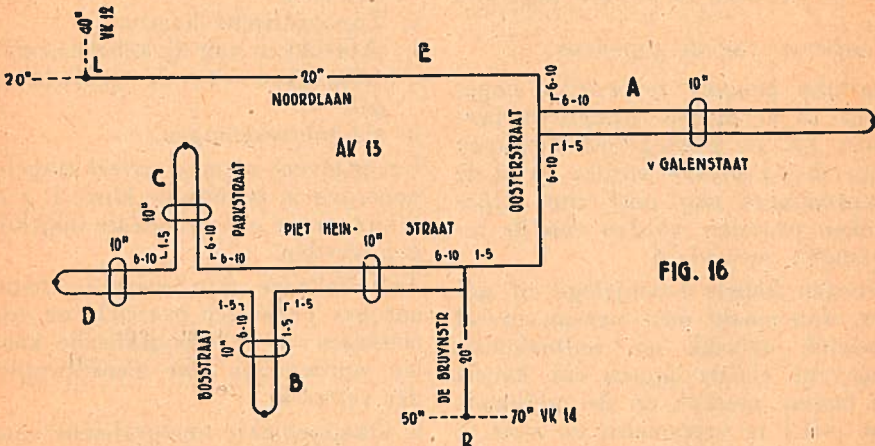 40"
VK 12
L
20"
20"
NOORDLAAN
E
AK 13
6-10
6-10
A
10"
OOSTERSTRAAT
6-10
1-5
v GALENSTAAT
C
10"
PARKSTRAAT
1-5
6-10
6-10
6-10
PIET HEIN-
STRAAT
10"
6-10
1-5
10"
D
FIG. 16
1-5
6-10
1-5
1-5
BOSSTRAAT
10"
B
DE BRUYNSTR
20"
50"
70" VK 14
R